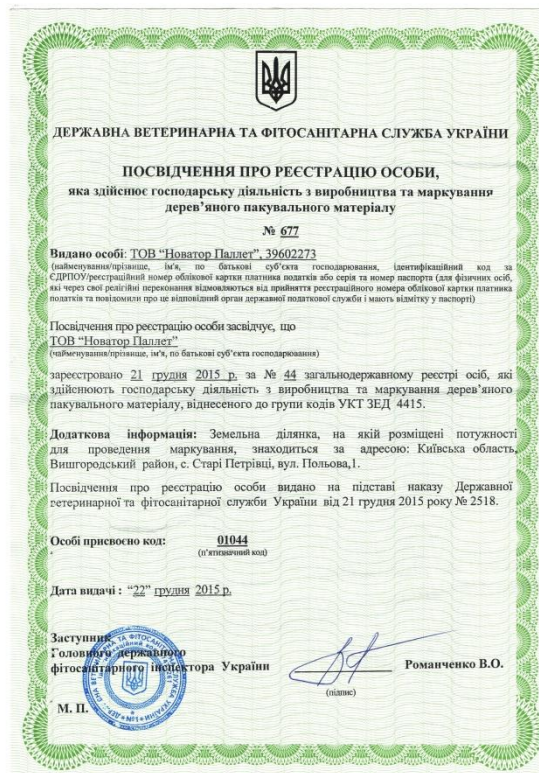 ДЕРЖАВНА ВЕТЕРИНАРНА ТА ФІТОСАНІТАРНА СЛУЖБА УКРАЇНИ
ПОСВІДЧЕННЯ ПРО РЕЄСТРАЦІЮ ОСОБИ,
яка здійснює господарську діяльність з виробництва та маркування
дерев’яного пакувального матеріалу
№ 677
Видано особі: ТОВ “Новатор Паллет”, 39602273
(найменування/прізвище, ім'я, по батькові суб’єкта господарювання, ідентифікаційний код за
ЄДРПОУ/реєстраційний номер облікової картки платника податків або серія та номер паспорта (для фізичних осіб,
які через свої релігійні переконання відмовляються від прийняття реєстраційного номера облікової картки платника
податків та повідомили про це відповідний орган державної податкової служби і мають відмітку у паспорті)
Посвідчення про реєстрацію особи засвідчує, що
ТОВ “Новатор Паллет”
(найменування/прізвище, ім'я, по батькові суб’єкта господарювання)
зареєстровано 21 грудня 2015 р. за № 44 загальнодержавному реєстрі осіб, які
здійснюють господарську діяльність з виробництва та маркування дерев’яного
пакувального матеріалу, віднесеного до групи кодів УКТ ЗЕД 4415.
Додаткова інформація: Земельна ділянка, на якій розміщені потужності
для проведення маркування, знаходиться за адресою: Київська область,
Вишгородський район, с. Старі Петрівці, вул. Польова,1.
Посвідчення про реєстрацію особи видано на підставі наказу Державної
ветеринарної та фітосанітарної служби України від 21 грудня 2015 року № 2518.
Особі присвоєно код: 01044
(п’ятизначний код)
Дата видачі : “22” грудня 2015 р.
Заступник
Головного державного
фітосанітарного інспектора України Романченко В.О.
(підпис)
М. П.